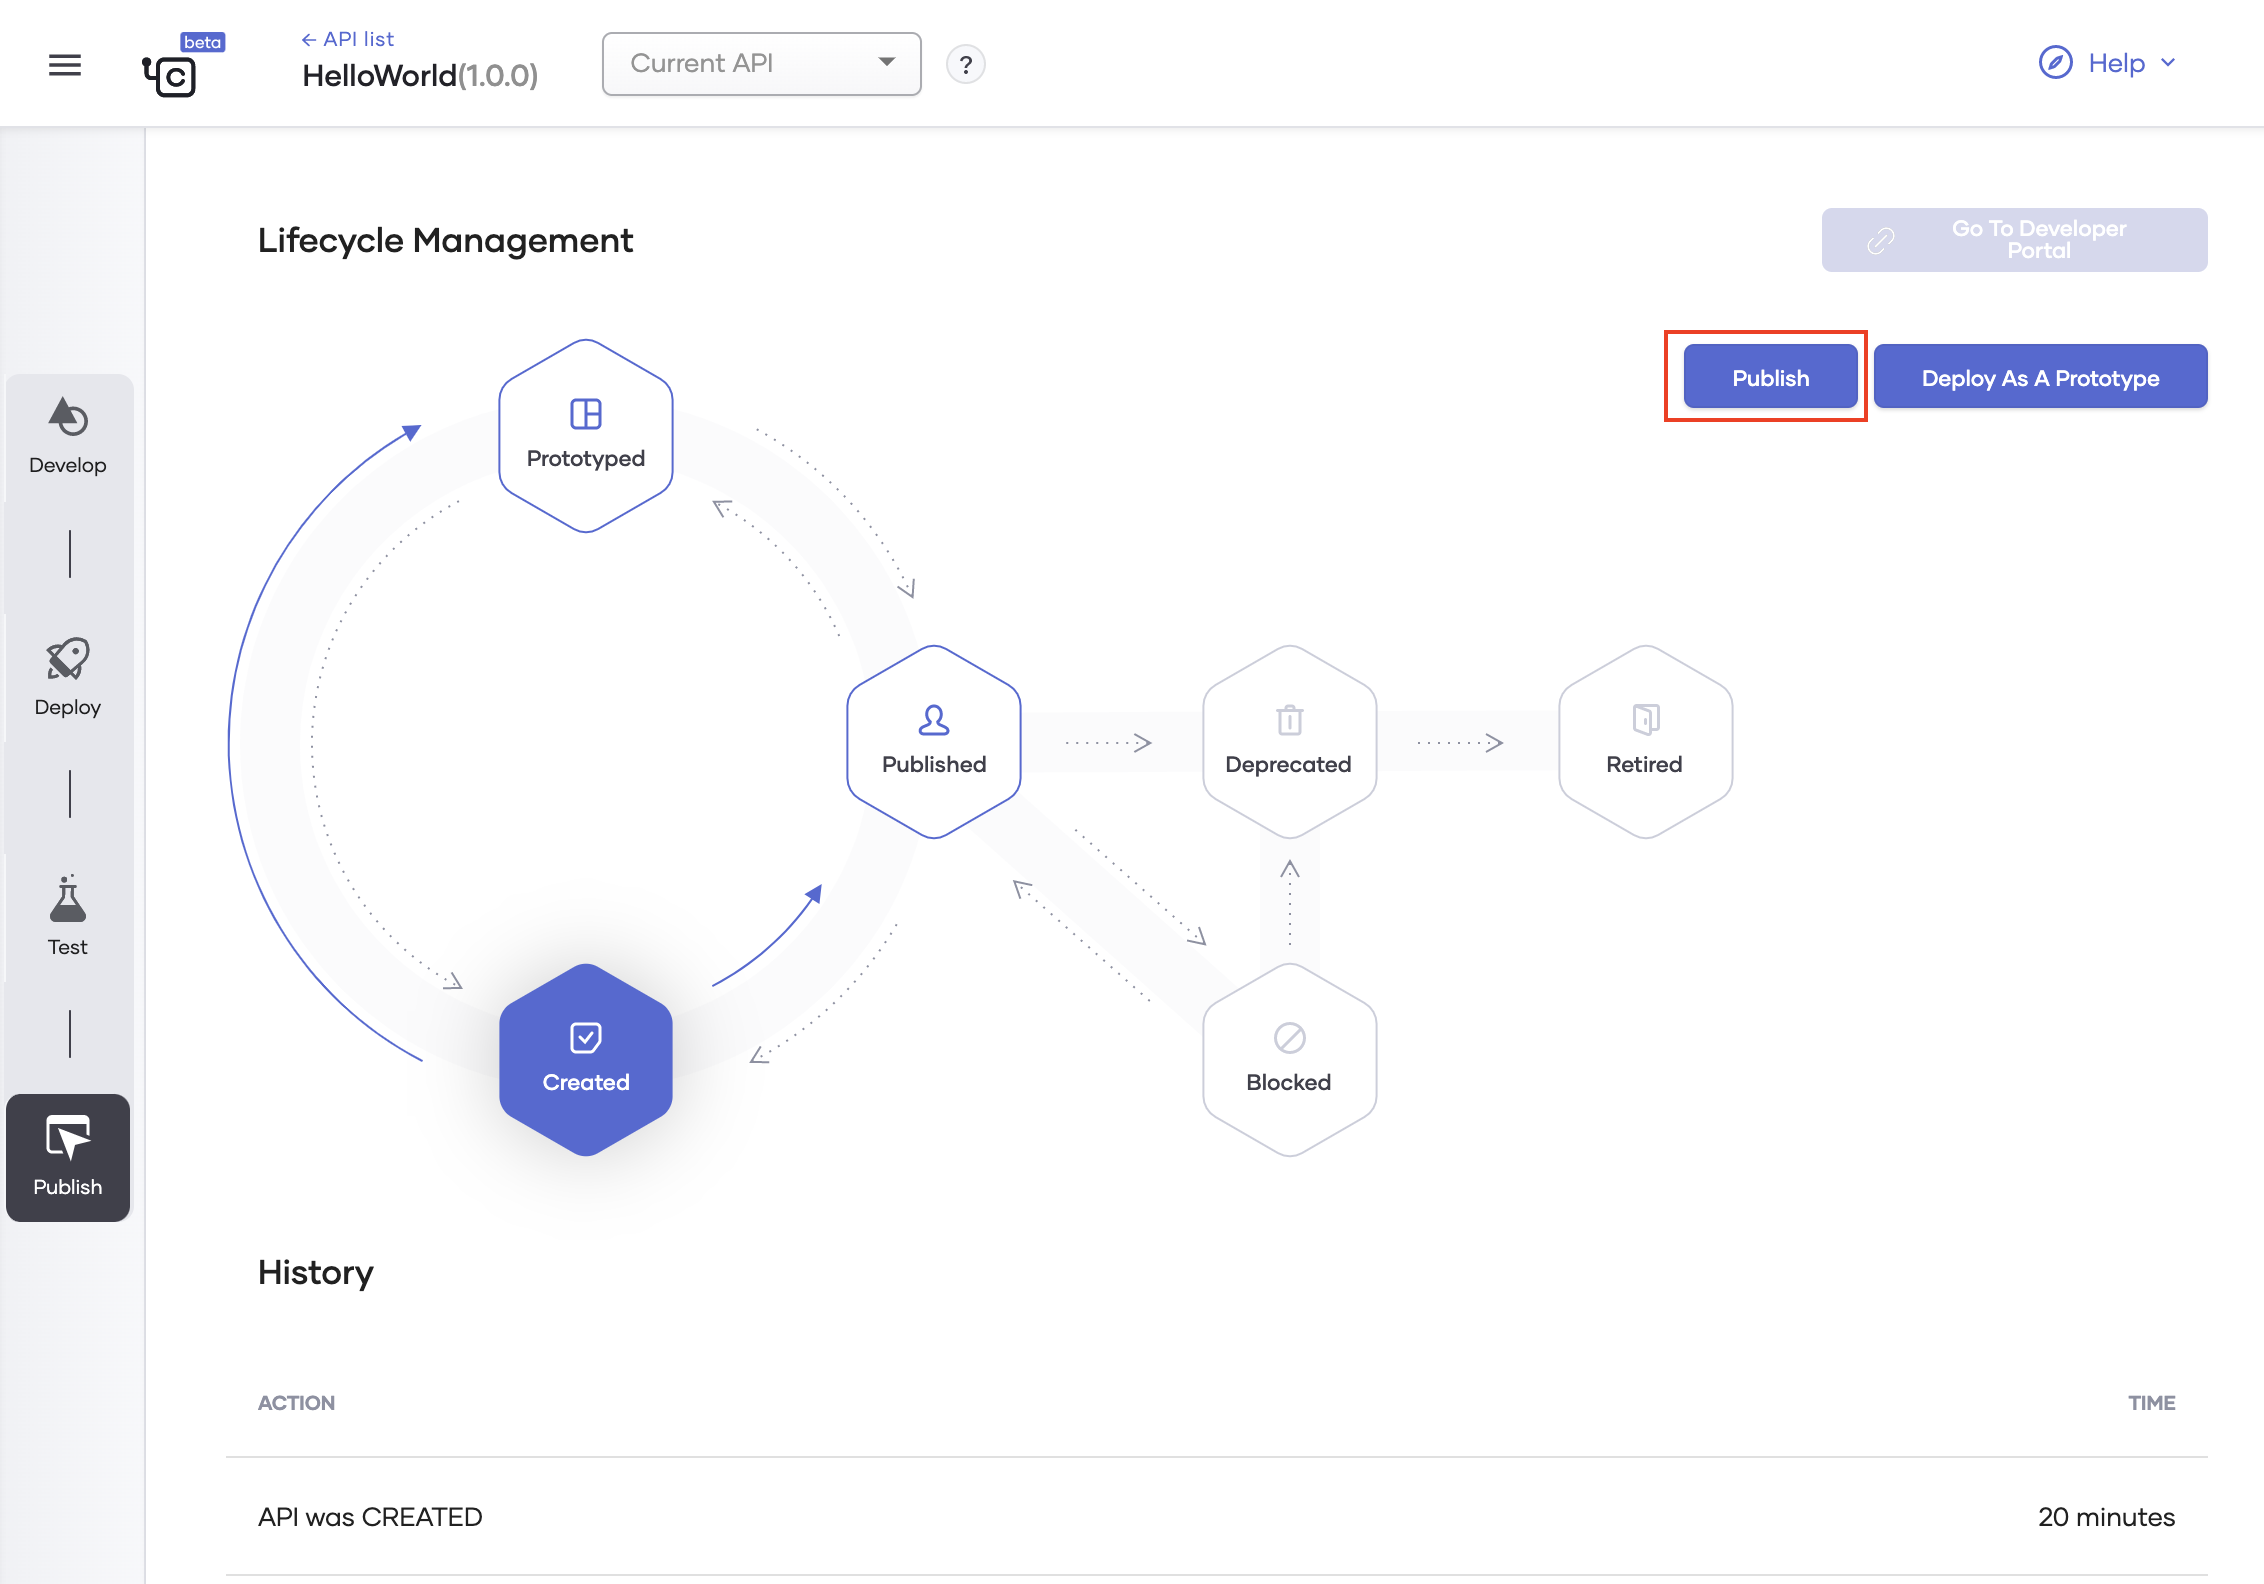 beta
← API list
HelloWorld(1.0.0)
Current API
?
Help
C
Lifecycle Management
Go To Developer
Portal
Publish
Deploy As A Prototype
Develop
Deploy
Test
Publish
Prototyped
Published
Deprecated
Retired
Created
Blocked
History
ACTION
TIME
API was CREATED
20 minutes